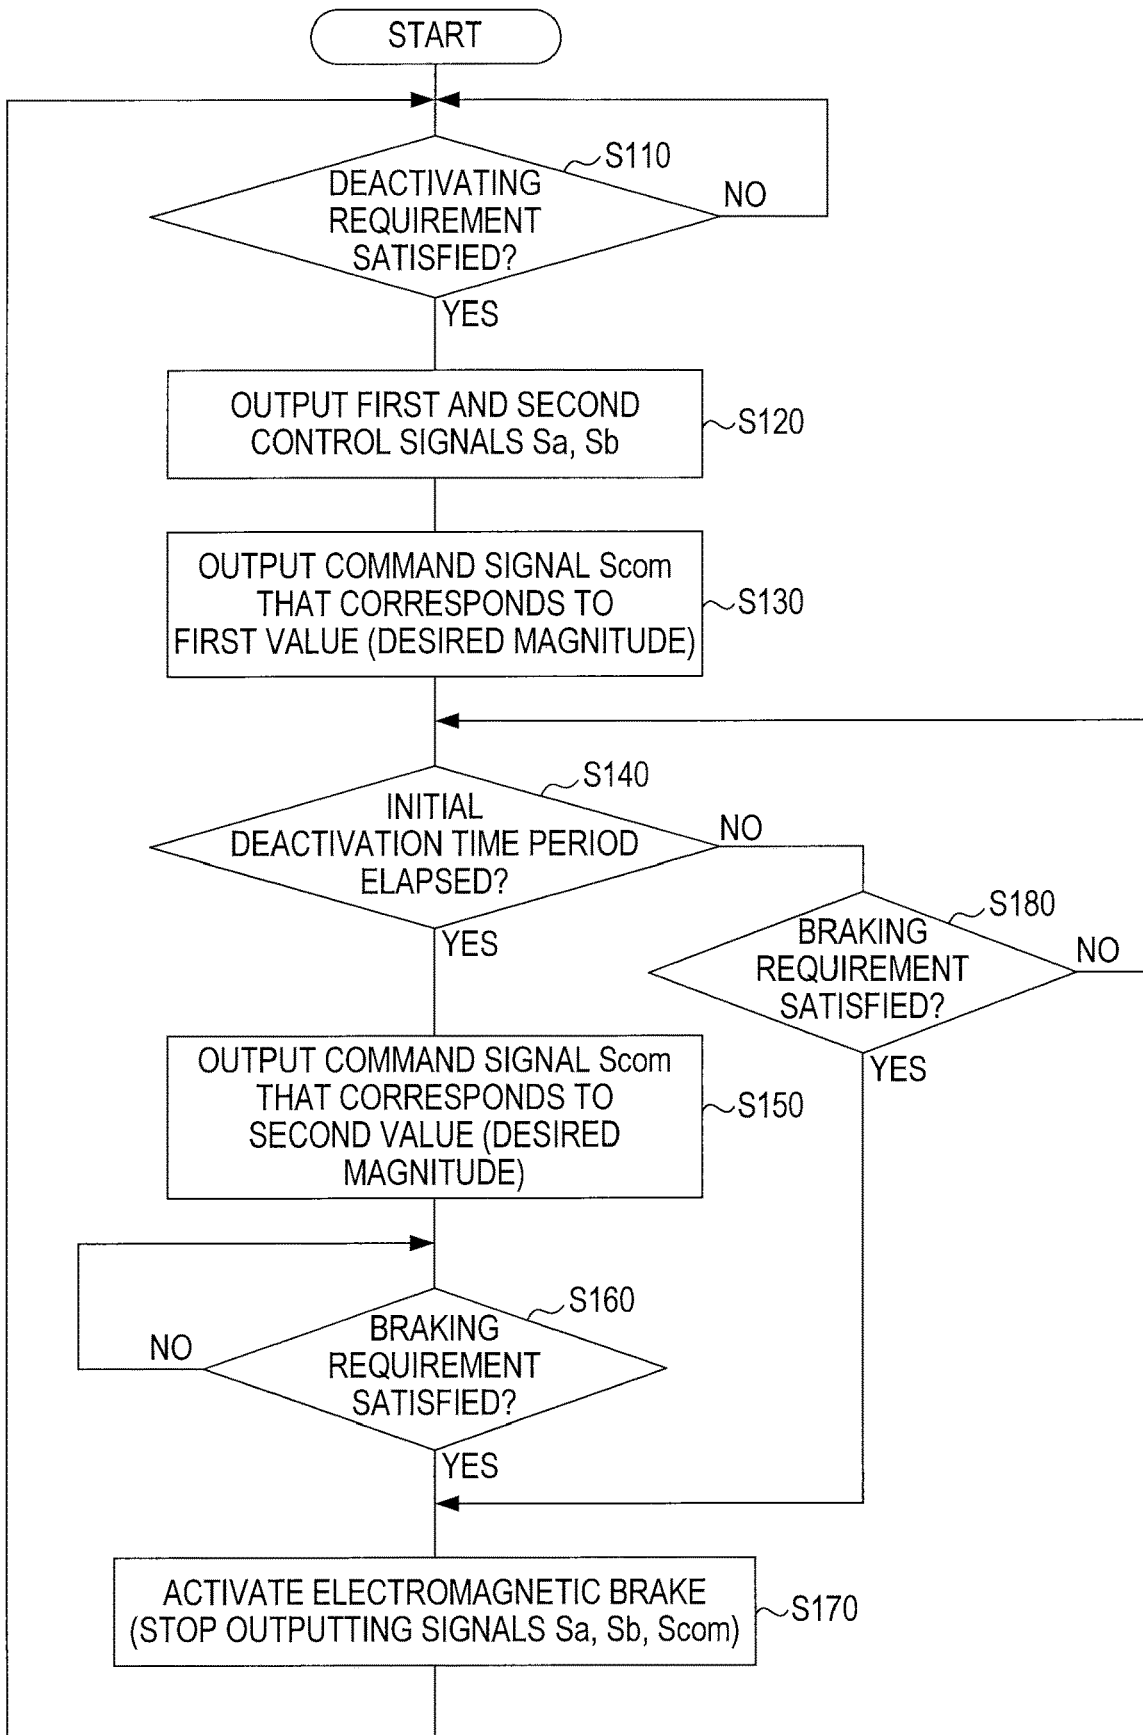 START
S110
DEACTIVATING
REQUIREMENT
SATISFIED?
NO
YES
OUTPUT FIRST AND SECOND
CONTROL SIGNALS Sa, Sb
S120
OUTPUT COMMAND SIGNAL Scom
THAT CORRESPONDS TO
FIRST VALUE (DESIRED MAGNITUDE)
S130
S140
INITIAL
DEACTIVATION TIME PERIOD
ELAPSED?
NO
YES
S180
BRAKING
REQUIREMENT
SATISFIED?
NO
YES
OUTPUT COMMAND SIGNAL Scom
THAT CORRESPONDS TO
SECOND VALUE (DESIRED
MAGNITUDE)
S150
S160
BRAKING
REQUIREMENT
SATISFIED?
NO
YES
ACTIVATE ELECTROMAGNETIC BRAKE
(STOP OUTPUTTING SIGNALS Sa, Sb, Scom)
S170